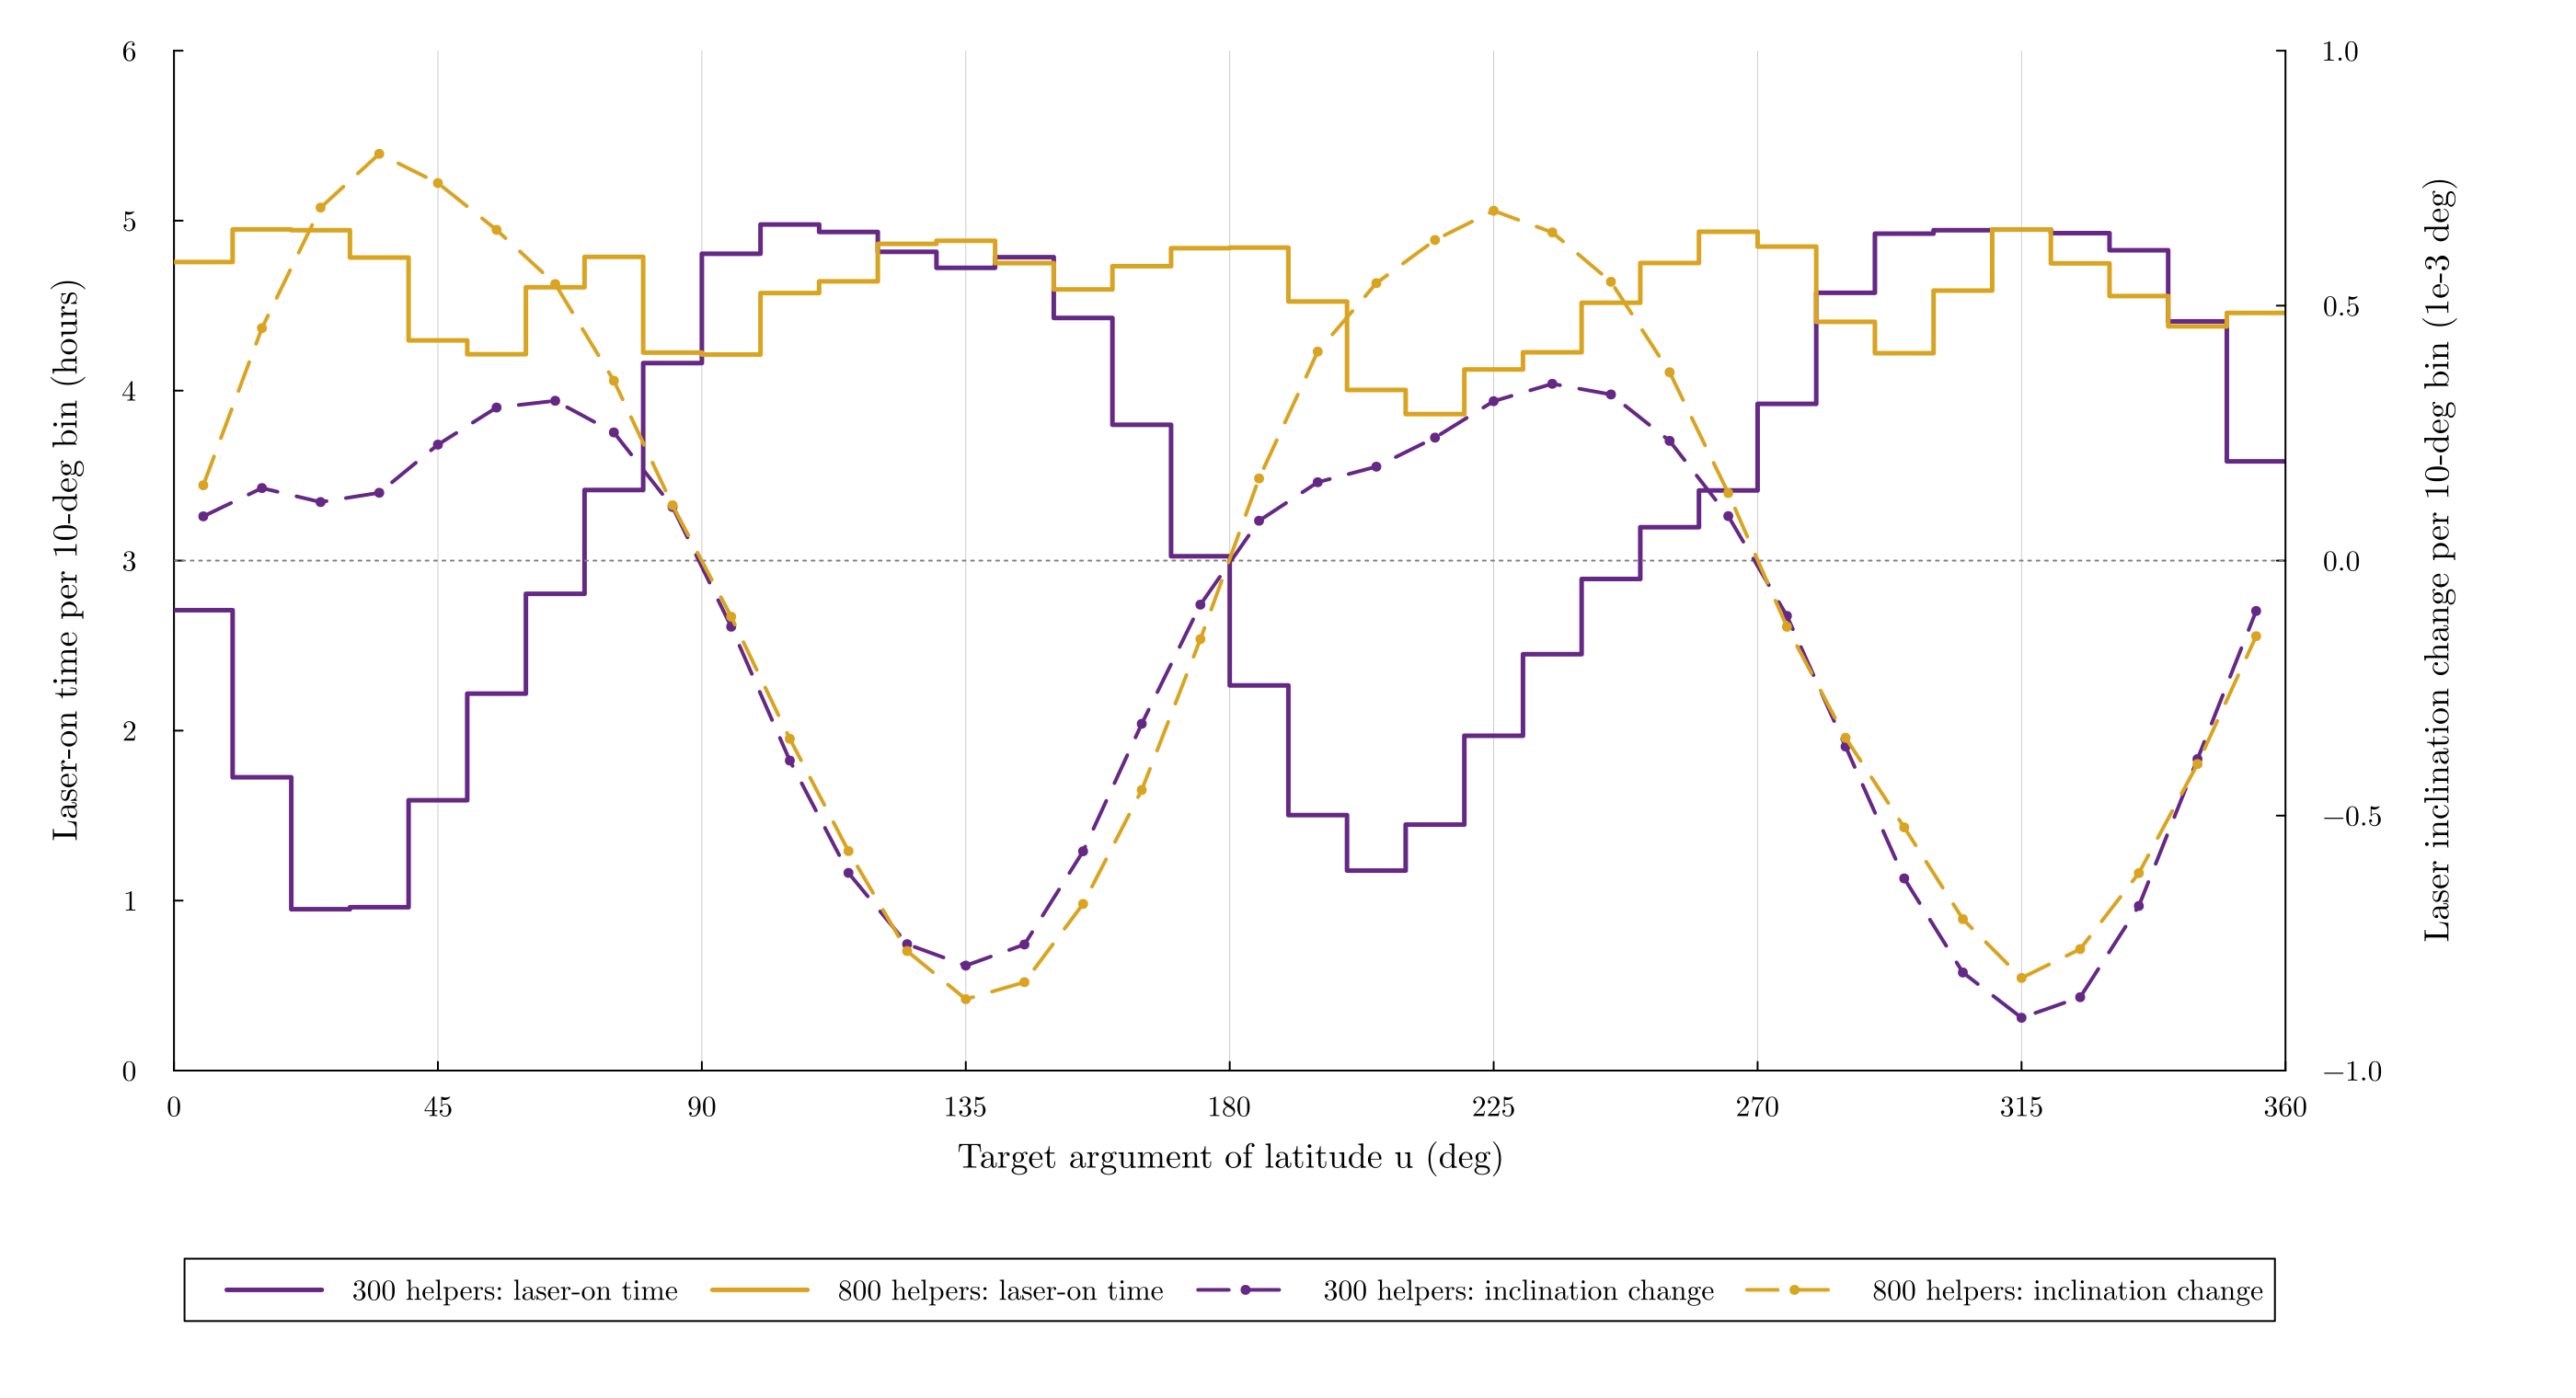 6
5
4
3
2
1
0
Laser-on time per 10-deg bin (hours)
1.0
0.5
0.0
−0.5
−1.0
Laser inclination change per 10-deg bin (1e-3 deg)
0 45 90 135 180 225 270 315 360
Target argument of latitude u (deg)
300 helpers: laser-on time 800 helpers: laser-on time 300 helpers: inclination change 800 helpers: inclination change